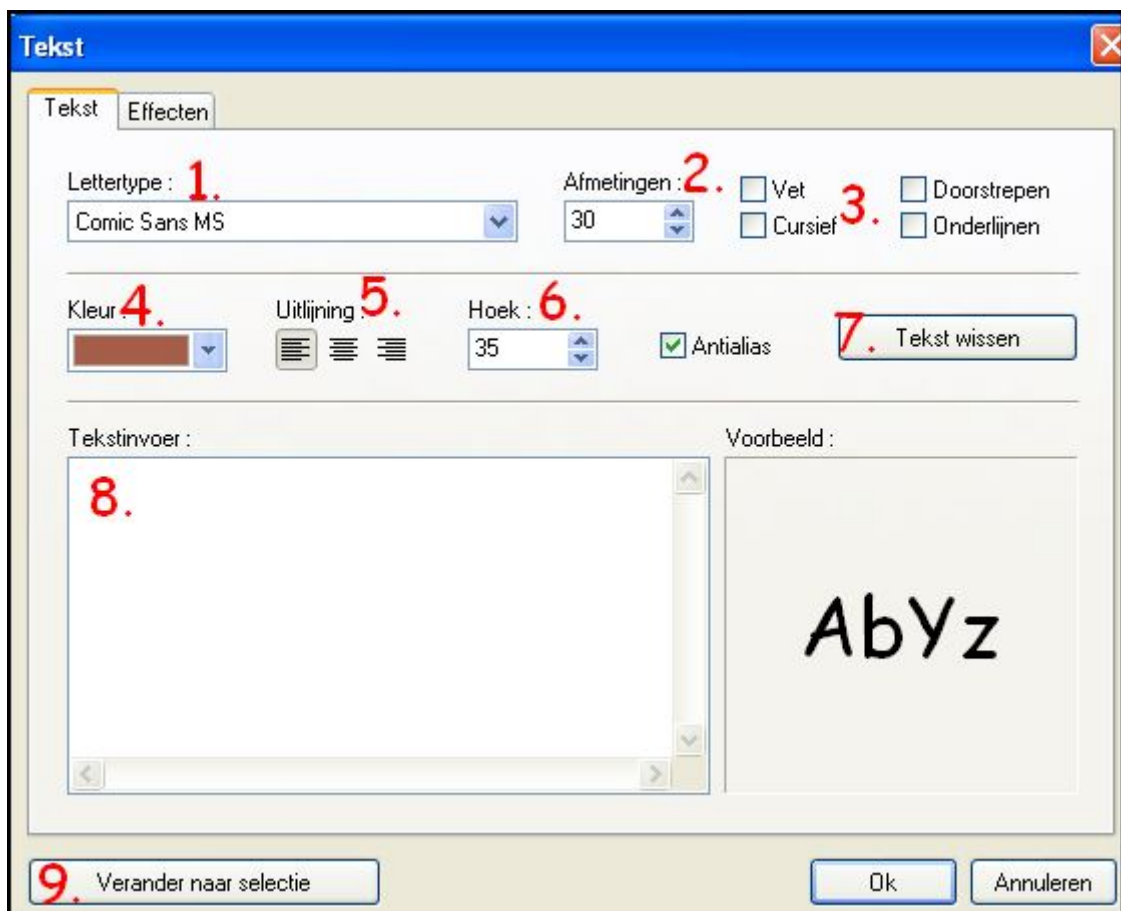 Tekst
Tekst Effecten
Lettertype : 1. Afmetingen : 2. Vet 3. Doorstrepen
Comic Sans MS 30 Cursief Onderlijnen
Kleur : 4. Uitlijning : 5. Hoek : 6.
35 Antialias 7. Tekst wissen
Tekstinvoer : Voorbeeld :
8.
AbYz
9. Verander naar selectie Ok Annuleren